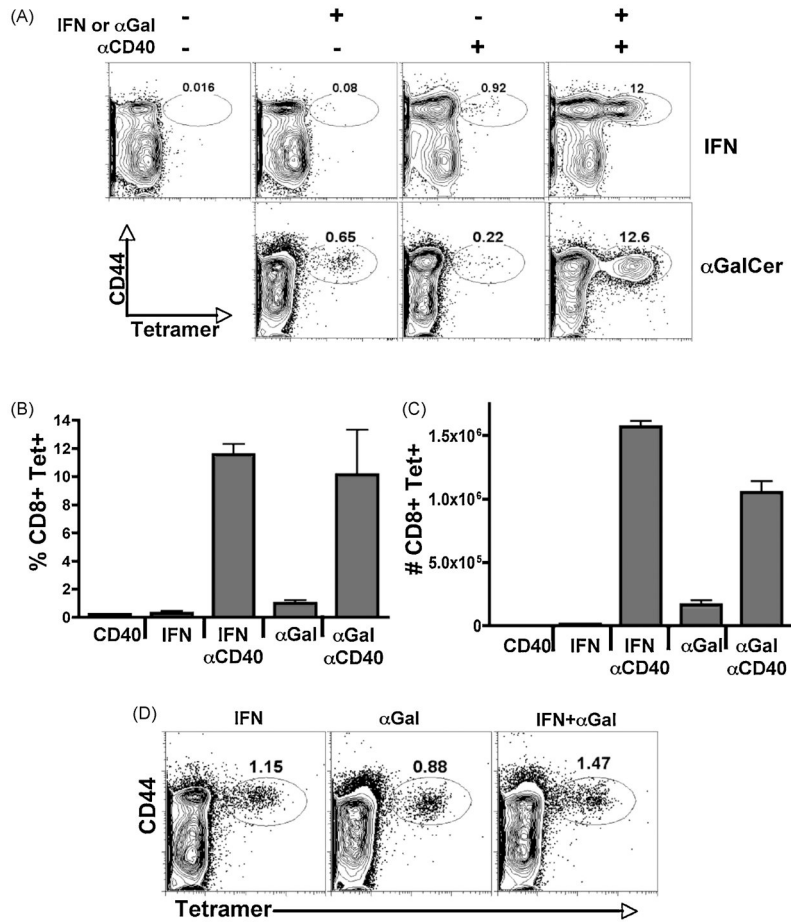 (A)
IFN or αGal - + - +
αCD40 - - + +
0.016 0.08 0.92 12
IFN
0.65 0.22 12.6
αGalCer
CD44
Tetramer
(B)
% CD8+ Tet+
14
12
10
8
6
4
2
0
CD40 IFN IFN αCD40 αGal αGal αCD40
(C)
# CD8+ Tet+
1.5x10⁶
1.0x10⁶
5.0x10⁵
0
CD40 IFN IFN αCD40 αGal αGal αCD40
(D)
IFN αGal IFN+αGal
1.15 0.88 1.47
CD44
Tetramer